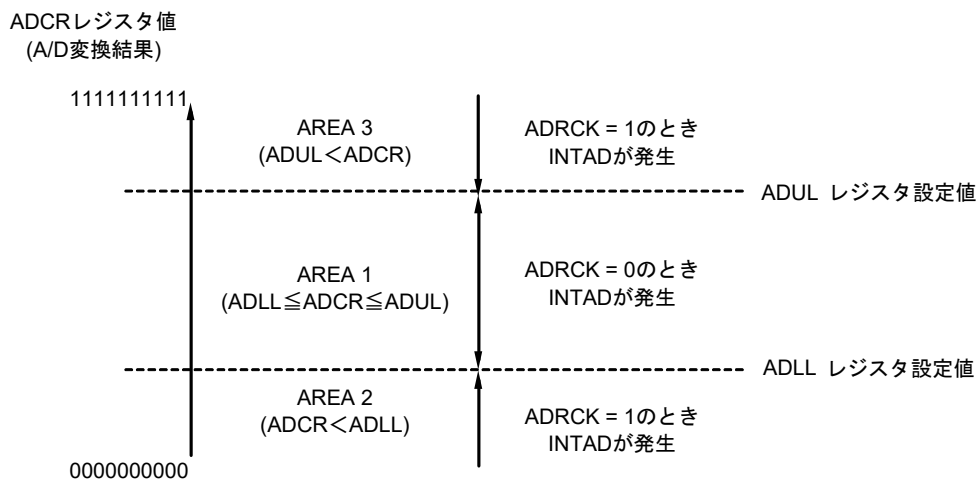 ADCRレジスタ値
(A/D変換結果)
1111111111
AREA 3
(ADUL＜ADCR)
ADRCK = 1のとき
INTADが発生
ADUL レジスタ設定値
AREA 1
(ADLL≦ADCR≦ADUL)
ADRCK = 0のとき
INTADが発生
ADLL レジスタ設定値
AREA 2
(ADCR＜ADLL)
ADRCK = 1のとき
INTADが発生
0000000000